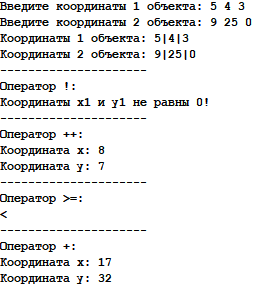 Введите координаты 1 объекта: 5 4 3
Введите координаты 2 объекта: 9 25 0
Координаты 1 объекта: 5|4|3
Координаты 2 объекта: 9|25|0
---------------------
Оператор !:
Координаты x1 и y1 не равны 0!
---------------------
Оператор ++:
Координата x: 8
Координата y: 7
---------------------
Оператор >=:
<
---------------------
Оператор +:
Координата x: 17
Координата y: 32